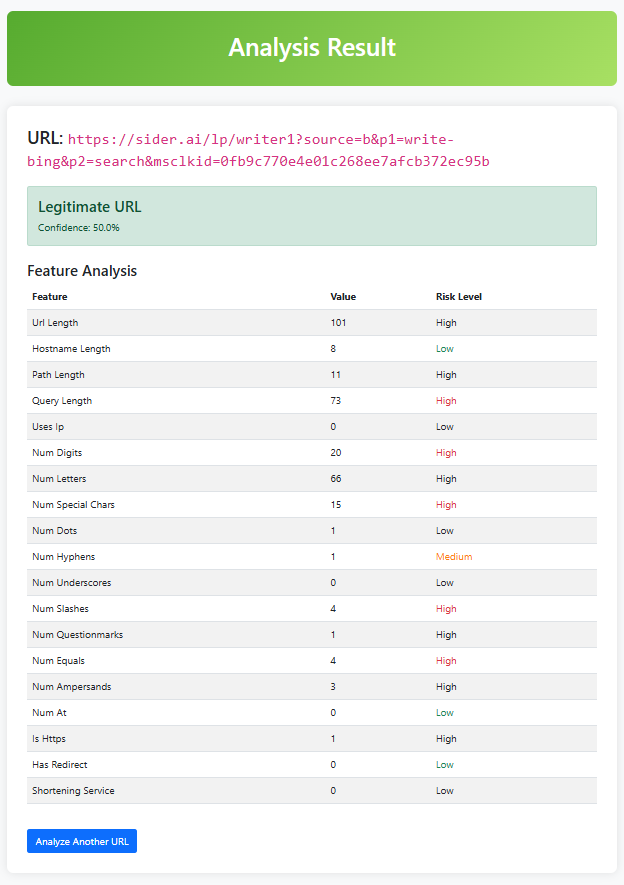 Analysis Result
URL: https://sider.ai/lp/writer1?source=b&p1=write-
bing&p2=search&msclkid=0fb9c770e4e01c268ee7afcb372ec95b
Legitimate URL
Confidence: 50.0%
Feature Analysis
Feature Value Risk Level
Url Length 101 High
Hostname Length 8 Low
Path Length 11 High
Query Length 73 High
Uses Ip 0 Low
Num Digits 20 High
Num Letters 66 High
Num Special Chars 15 High
Num Dots 1 Low
Num Hyphens 1 Medium
Num Underscores 0 Low
Num Slashes 4 High
Num Questionmarks 1 High
Num Equals 4 High
Num Ampersands 3 High
Num At 0 Low
Is Https 1 High
Has Redirect 0 Low
Shortening Service 0 Low
Analyze Another URL